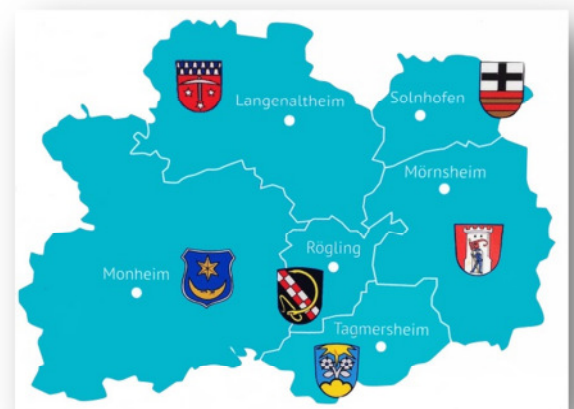 Langenaltheim
Solnhofen
Mörnsheim
Rögling
Monheim
Tagmersheim